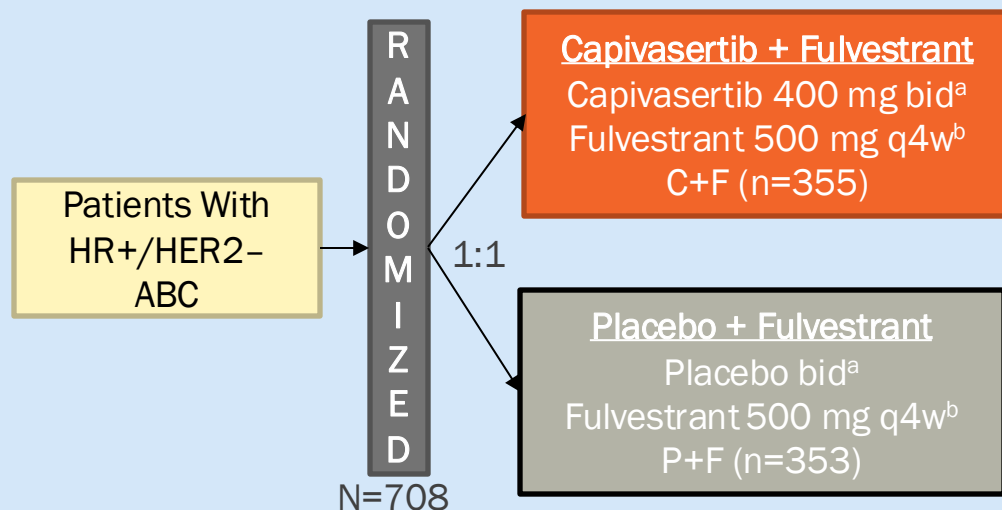 Patients With
HR+/HER2–
ABC
RANDOMIZED
N=708
1:1
Capivasertib + Fulvestrant
Capivasertib 400 mg bidᵃ
Fulvestrant 500 mg q4wᵇ
C+F (n=355)
Placebo + Fulvestrant
Placebo bidᵃ
Fulvestrant 500 mg q4wᵇ
P+F (n=353)